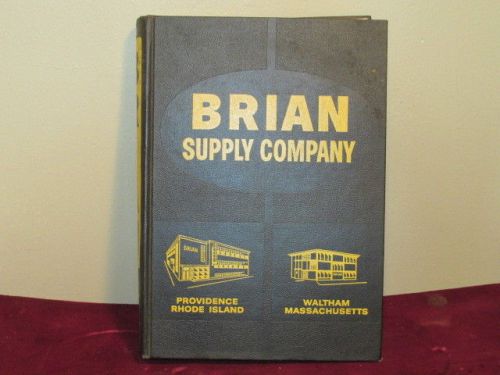 BRIAN
SUPPLY COMPANY
BRIAN
PROVIDENCE
RHODE ISLAND
WALTHAM
MASSACHUSETTS